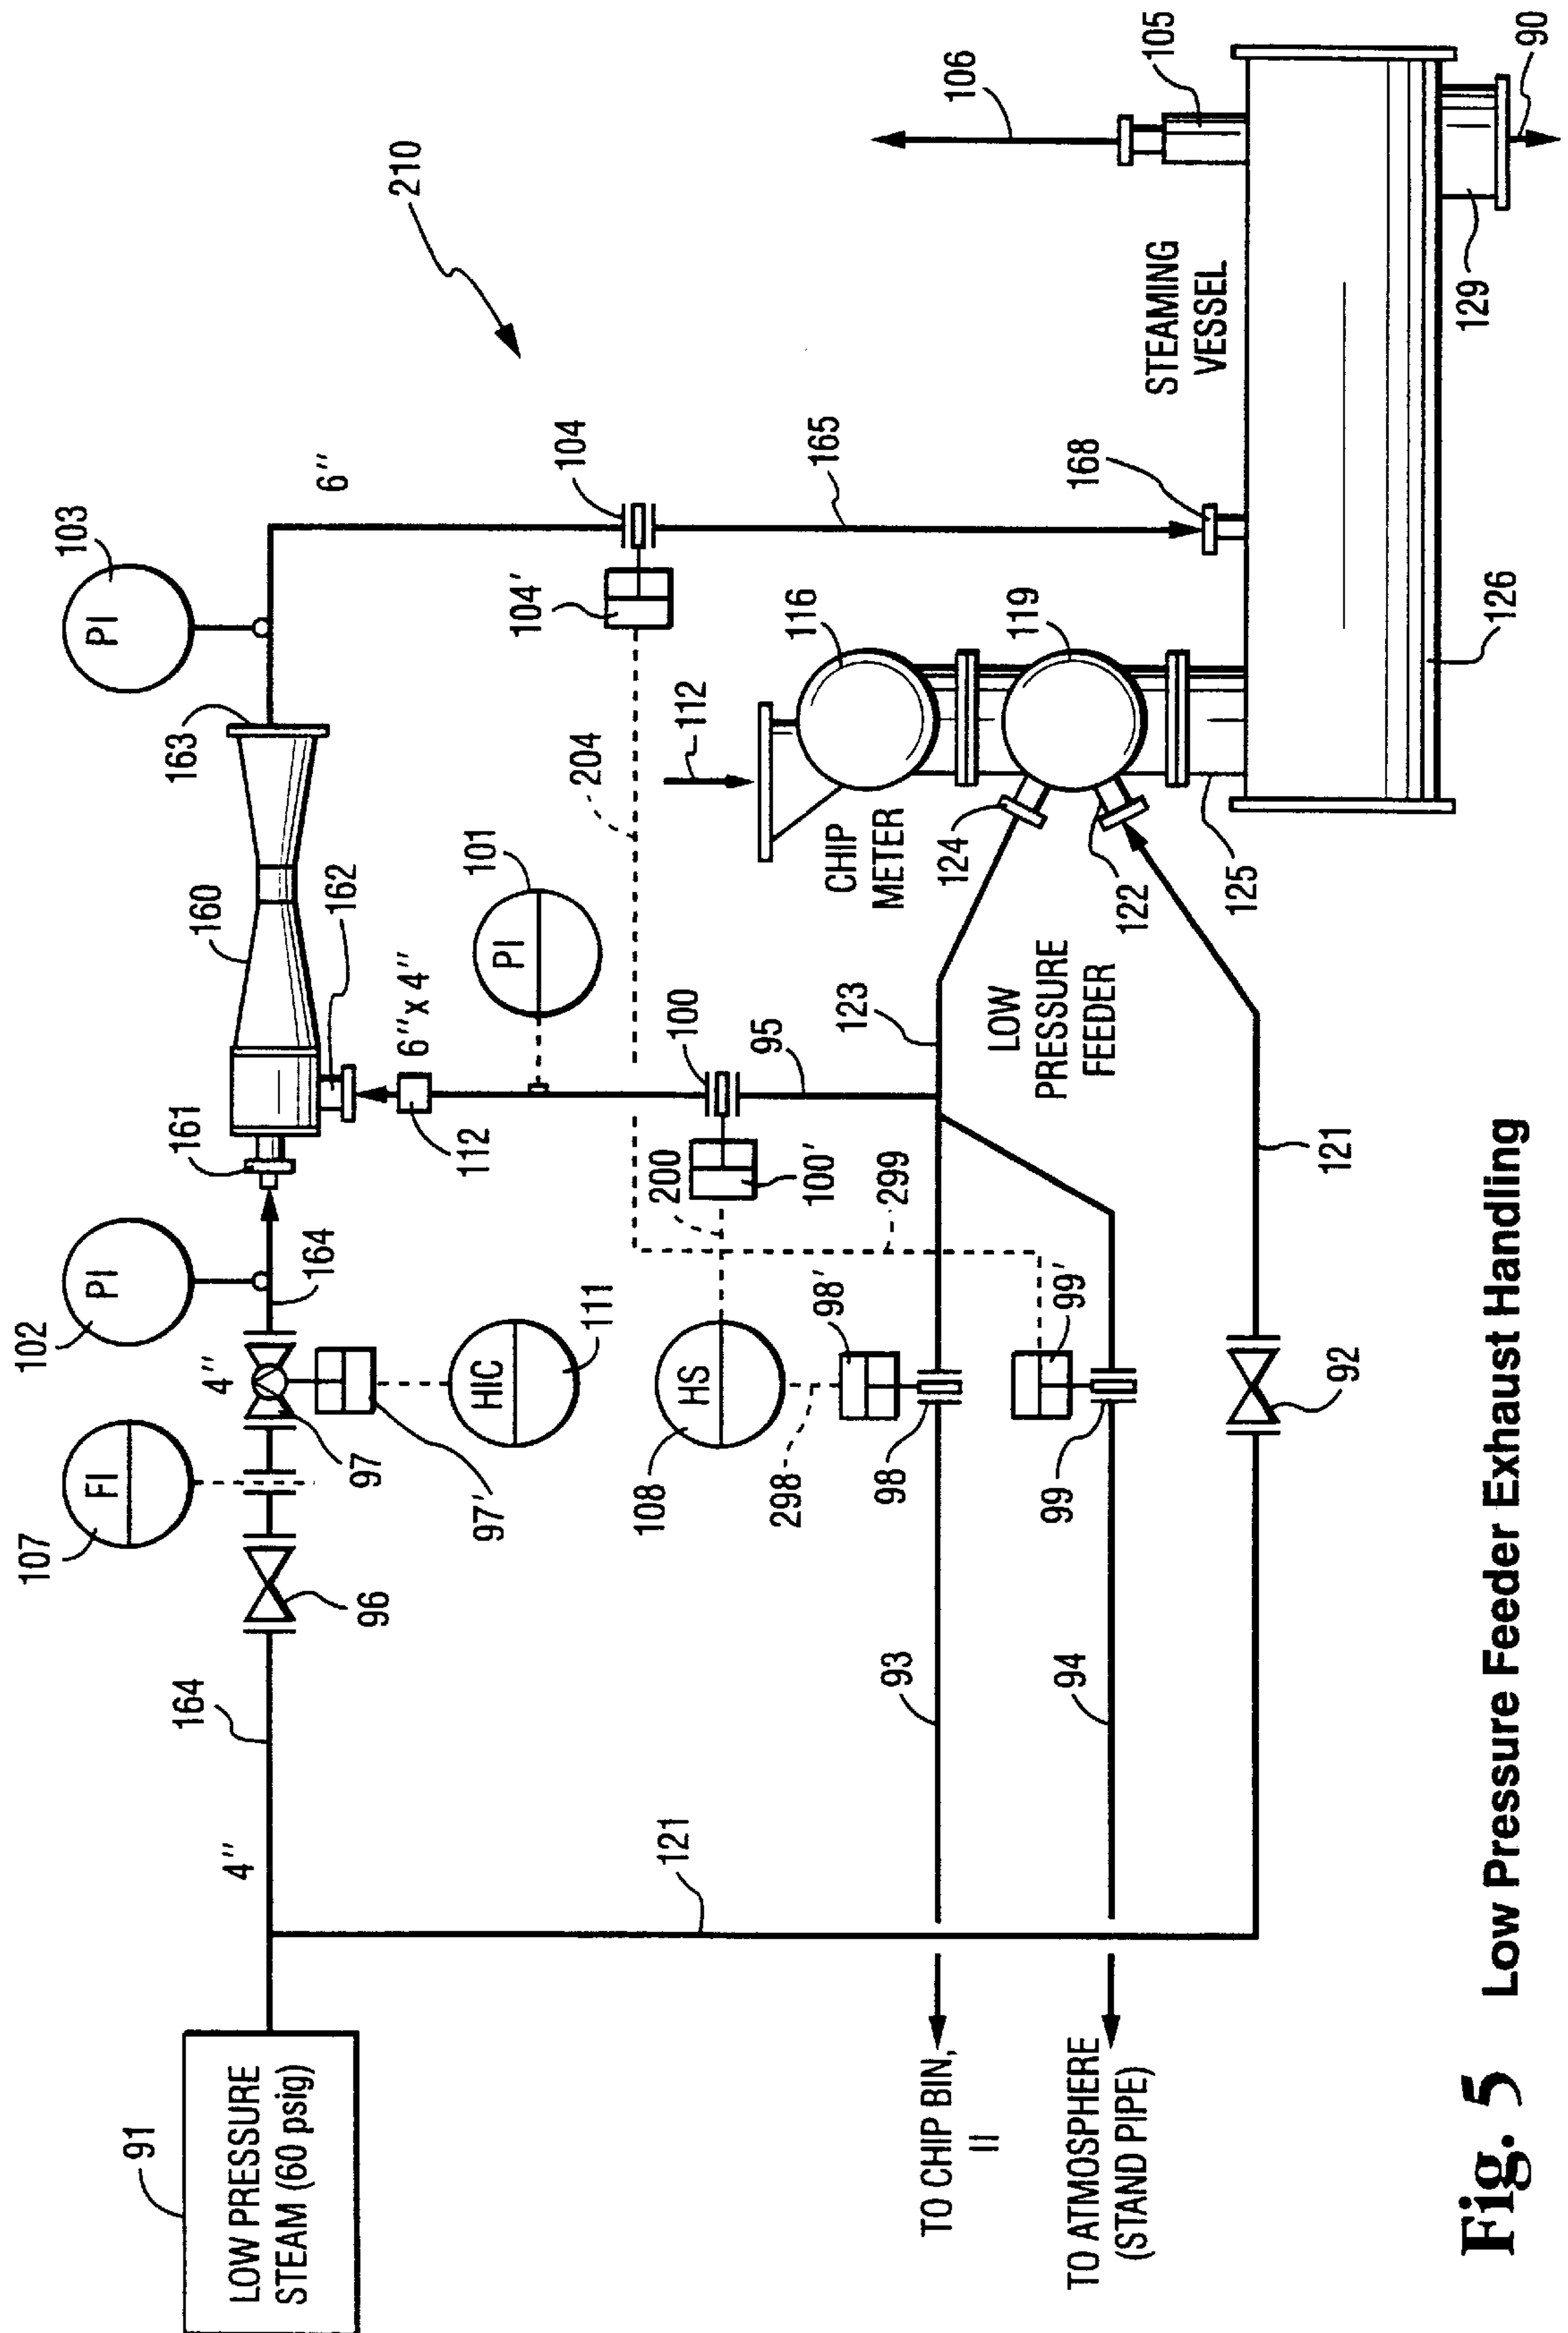 91
LOW PRESSURE
STEAM (60 psig)
4″
164
96
107
FI
97
97′
4″
102
PI
164
HIC
111
161
160
162
163
103
PI
6″
210
6″x 4″
112
101
PI
204
104′
104
165
168
106
105
STEAMING
VESSEL
108
HS
200
100′
100
95
299
298
98′
98
99′
99
123
112
116
CHIP
METER
119
124
122
125
LOW
PRESSURE
FEEDER
126
129
90
121
93
94
92
121
TO CHIP BIN,
II
TO ATMOSPHERE
(STAND PIPE)
Fig. 5 Low Pressure Feeder Exhaust Handling